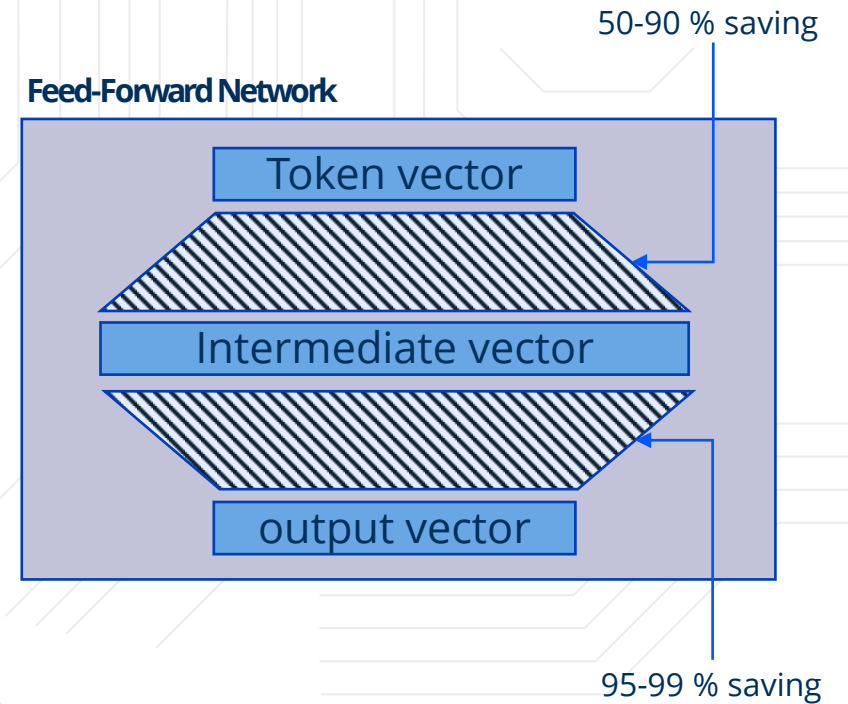 50-90 % saving
Feed-Forward Network
Token vector
Intermediate vector
output vector
95-99 % saving